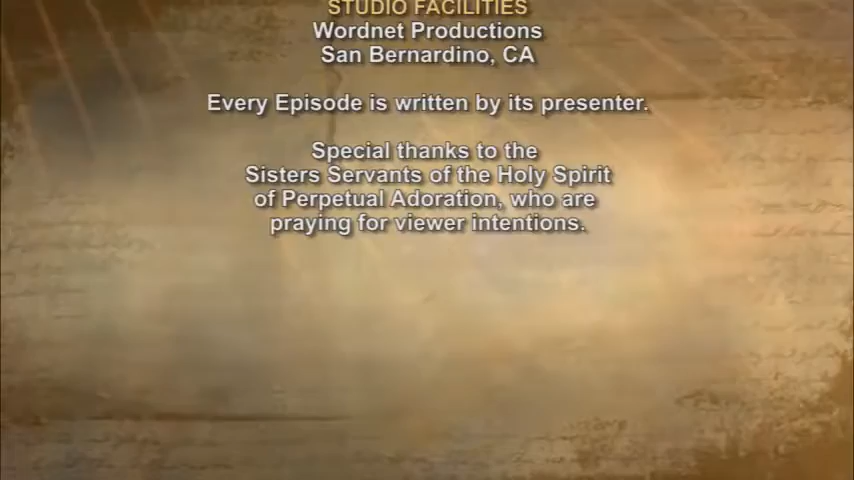 STUDIO FACILITIES
Wordnet Productions
San Bernardino, CA
Every Episode is written by its presenter.
Special thanks to the
Sisters Servants of the Holy Spirit
of Perpetual Adoration, who are
praying for viewer intentions.